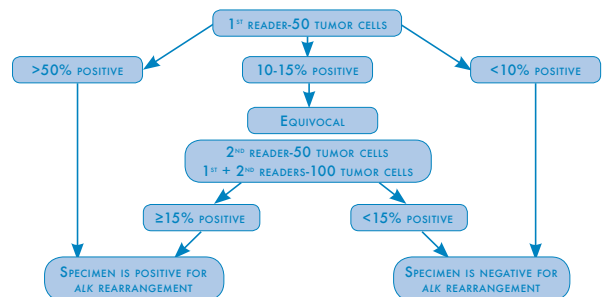 1ST READER-50 TUMOR CELLS
>50% POSITIVE
10-15% POSITIVE
<10% POSITIVE
EQUIVOCAL
2ND READER-50 TUMOR CELLS
1ST + 2ND READERS-100 TUMOR CELLS
≥15% POSITIVE
<15% POSITIVE
SPECIMEN IS POSITIVE FOR
ALK REARRANGEMENT
SPECIMEN IS NEGATIVE FOR
ALK REARRANGEMENT